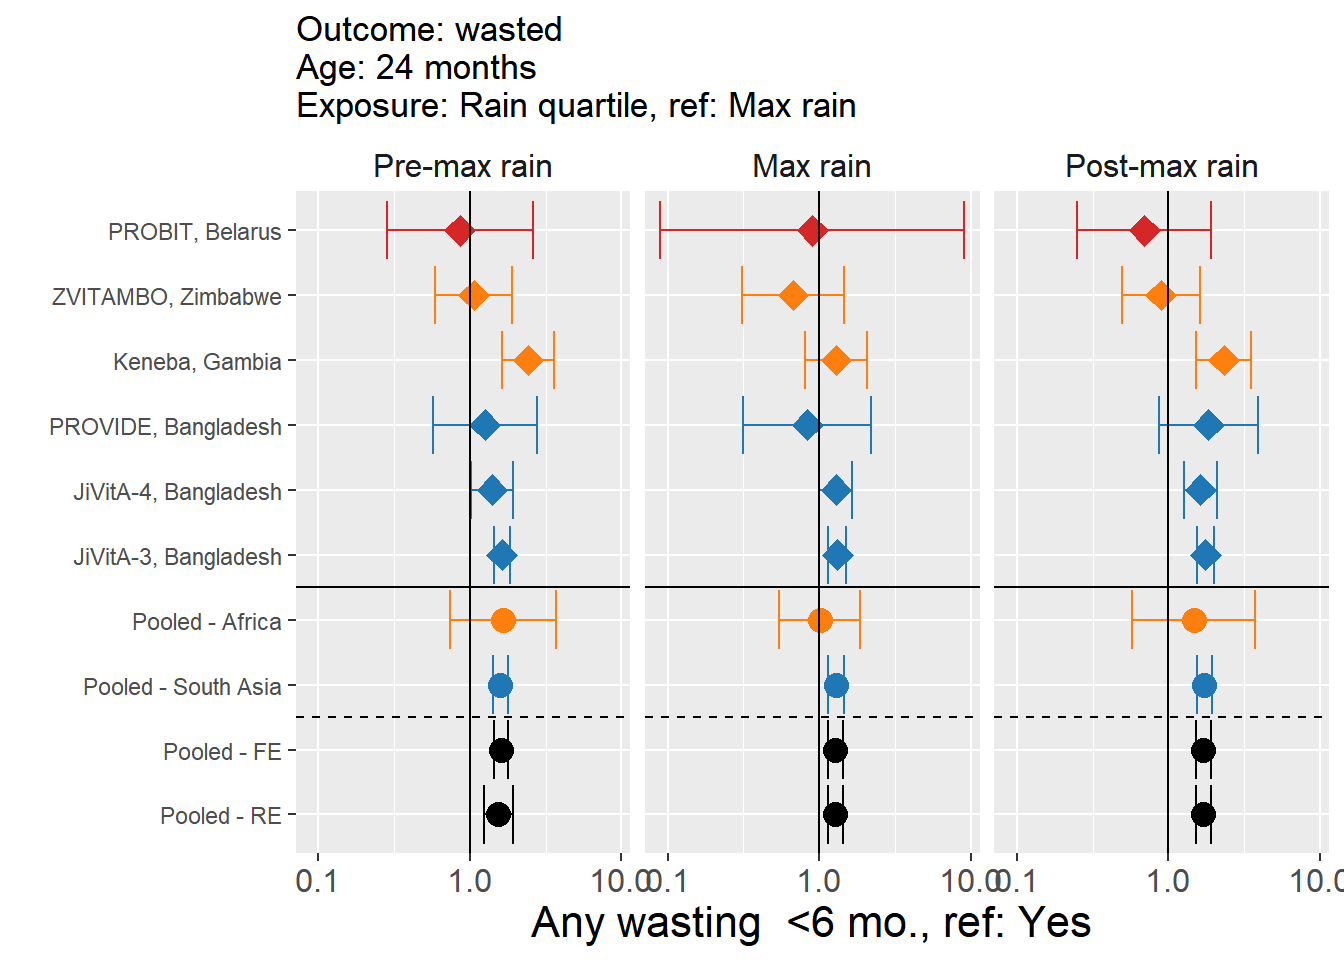 Outcome: wasted
Age: 24 months
Exposure: Rain quartile, ref: Max rain
Pre-max rain Max rain Post-max rain
PROBIT, Belarus
ZVITAMBO, Zimbabwe
Keneba, Gambia
PROVIDE, Bangladesh
JiVitA-4, Bangladesh
JiVitA-3, Bangladesh
Pooled - Africa
Pooled - South Asia
Pooled - FE
Pooled - RE
0.1 1.0 10.0 0.1 1.0 10.0 0.1 1.0 10.0
Any wasting  <6 mo., ref: Yes